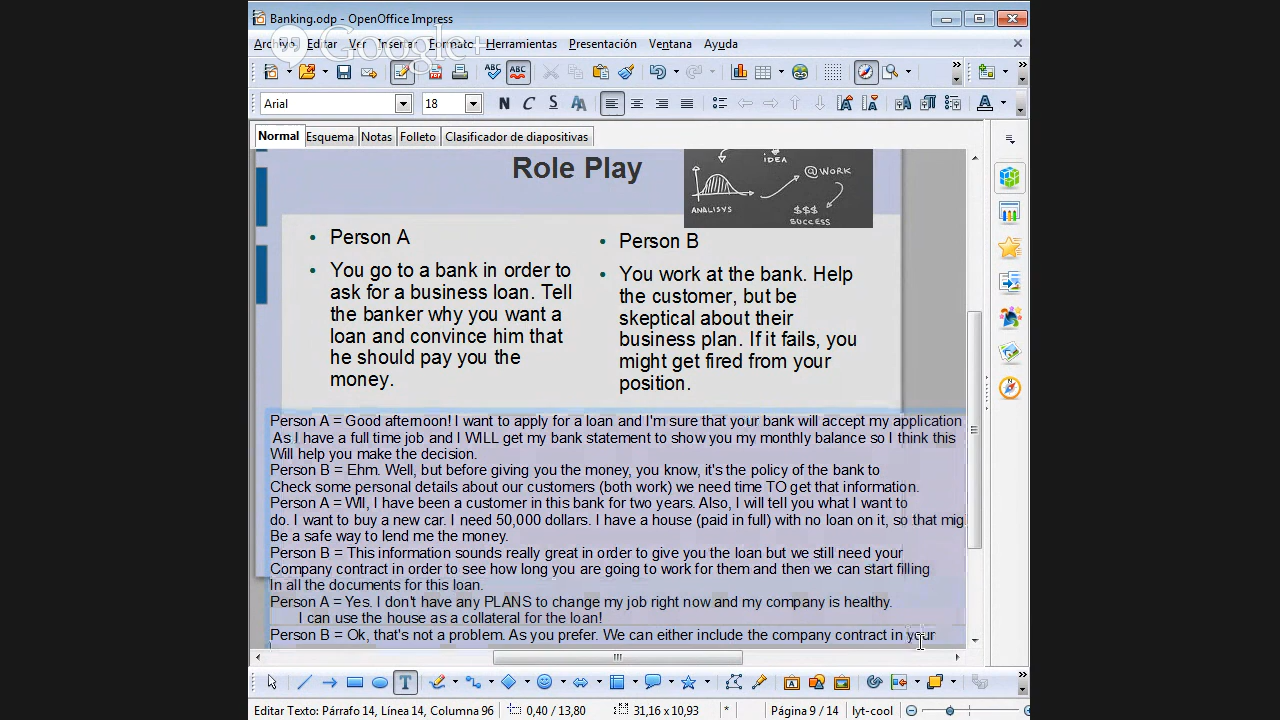 Banking.odp - OpenOffice Impress
Google+
Archivo Editar Ver Insertar Formato Herramientas Presentación Ventana Ayuda
Arial 18 N C S A
Normal Esquema Notas Folleto Clasificador de diapositivas
Role Play
IDEA
@WORK
ANALISYS
$$$
SUCCESS
Person A
You go to a bank in order to
ask for a business loan. Tell
the banker why you want a
loan and convince him that
he should pay you the
money.
Person B
You work at the bank. Help
the customer, but be
skeptical about their
business plan. If it fails, you
might get fired from your
position.
Person A = Good afternoon! I want to apply for a loan and I'm sure that your bank will accept my application
As I have a full time job and I WILL get my bank statement to show you my monthly balance so I think this
Will help you make the decision.
Person B = Ehm. Well, but before giving you the money, you know, it's the policy of the bank to
Check some personal details about our customers (both work) we need time TO get that information.
Person A = Wll, I have been a customer in this bank for two years. Also, I will tell you what I want to
do. I want to buy a new car. I need 50,000 dollars. I have a house (paid in full) with no loan on it, so that mig
Be a safe way to lend me the money.
Person B = This information sounds really great in order to give you the loan but we still need your
Company contract in order to see how long you are going to work for them and then we can start filling
in all the documents for this loan.
Person A = Yes. I don't have any PLANS to change my job right now and my company is healthy.
I can use the house as a collateral for the loan!
Person B = Ok, that's not a problem. As you prefer. We can either include the company contract in your
Editar Texto: Párrafo 14, Línea 14, Columna 96 0,40 / 13,80 31,16 x 10,93 * Página 9 / 14 lyt-cool